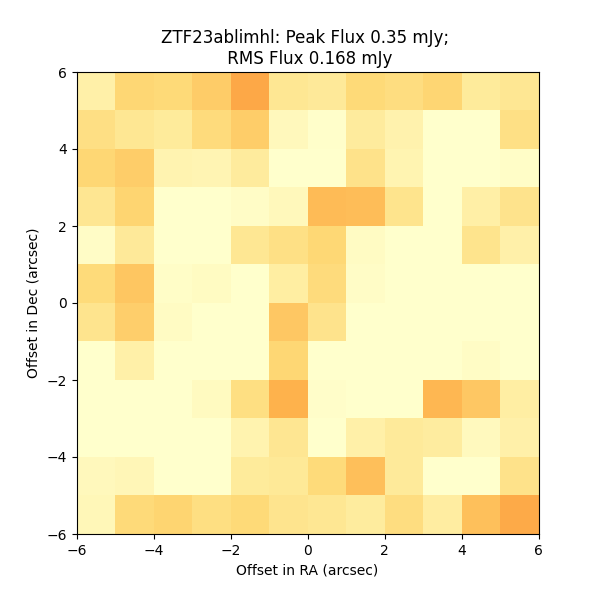 ZTF23ablimhl: Peak Flux 0.35 mJy;
RMS Flux 0.168 mJy
6
4
2
0
−2
−4
−6
Offset in Dec (arcsec)
−6 −4 −2 0 2 4 6
Offset in RA (arcsec)